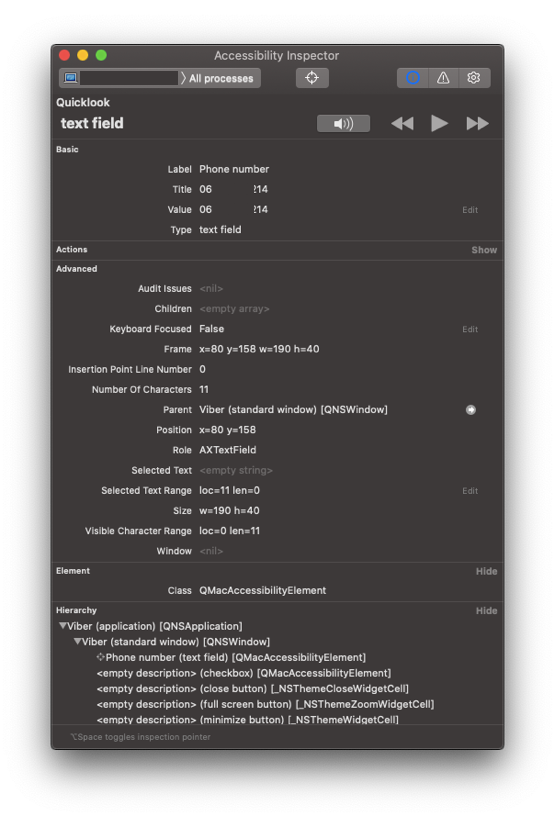 Accessibility Inspector
All processes
Quicklook
text field
Basic
Label Phone number
Title 06 214
Value 06 214 Edit
Type text field
Actions Show
Advanced
Audit Issues <nil>
Children <empty array>
Keyboard Focused False Edit
Frame x=80 y=158 w=190 h=40
Insertion Point Line Number 0
Number Of Characters 11
Parent Viber (standard window) [QNSWindow]
Position x=80 y=158
Role AXTextField
Selected Text <empty string>
Selected Text Range loc=11 len=0 Edit
Size w=190 h=40
Visible Character Range loc=0 len=11
Window <nil>
Element Hide
Class QMacAccessibilityElement
Hierarchy Hide
Viber (application) [QNSApplication]
Viber (standard window) [QNSWindow]
Phone number (text field) [QMacAccessibilityElement]
<empty description> (checkbox) [QMacAccessibilityElement]
<empty description> (close button) [_NSThemeCloseWidgetCell]
<empty description> (full screen button) [_NSThemeZoomWidgetCell]
<empty description> (minimize button) [_NSThemeWidgetCell]
⌥Space toggles inspection pointer